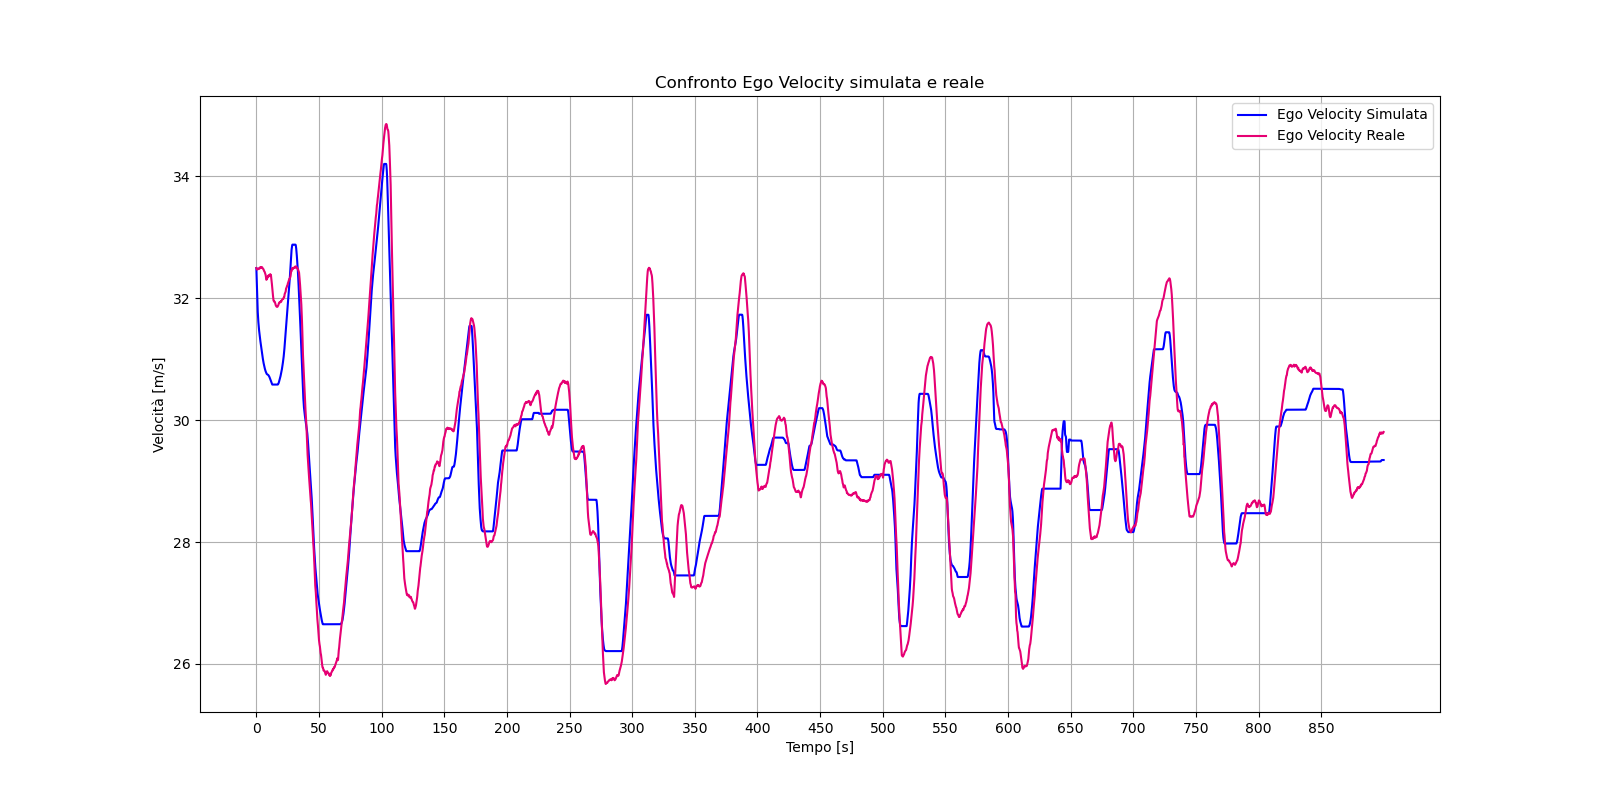 Confronto Ego Velocity simulata e reale
Ego Velocity Simulata
Ego Velocity Reale
Velocità [m/s]
34
32
30
28
26
0 50 100 150 200 250 300 350 400 450 500 550 600 650 700 750 800 850
Tempo [s]